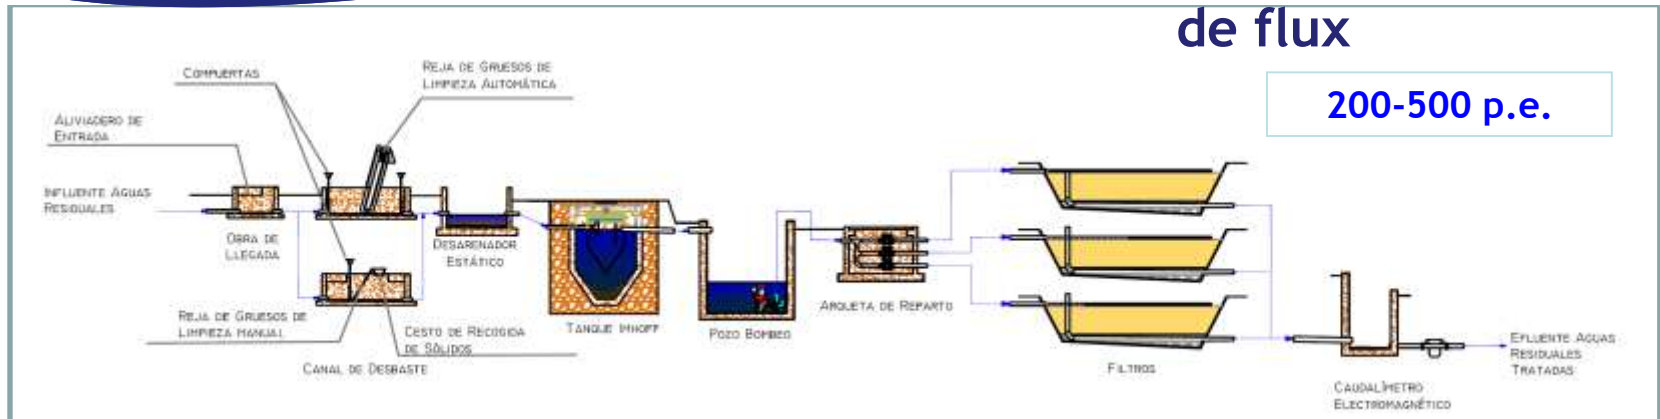 de flux
200-500 p.e.
COMPUERTAS
REJA DE GRUESOS DE
LIMPIEZA AUTOMÁTICA
ALIVIADERO DE
ENTRADA
INFLUENTE AGUAS
RESIDUALES
OBRA DE
LLEGADA
DESARENADOR
ESTÁTICO
REJA DE GRUESOS DE
LIMPIEZA MANUAL
CESTO DE RECOGIDA
DE SÓLIDOS
CANAL DE DESBASTE
TANQUE IMHOFF
POZO BOMBEO
ARQUETA DE REPARTO
FILTROS
CAUDALÍMETRO
ELECTROMAGNÉTICO
EFLUENTE AGUAS
RESIDUALES
TRATADAS